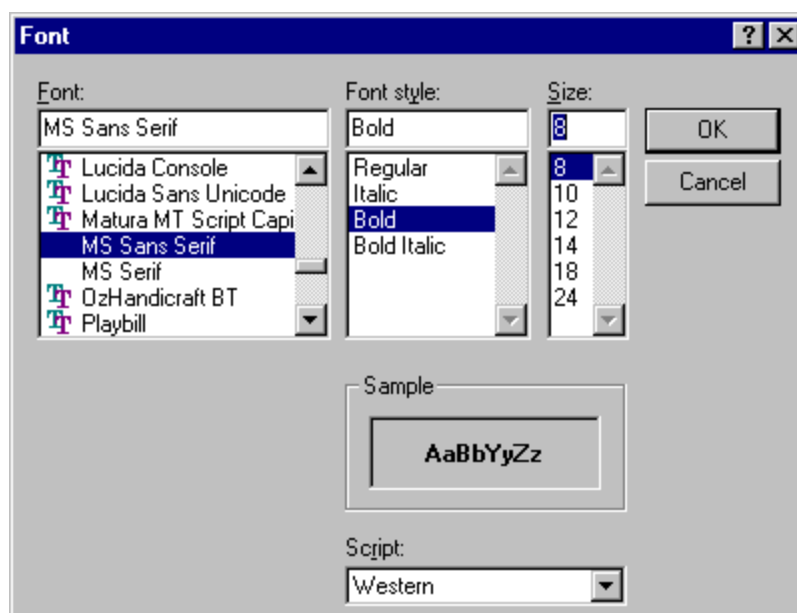 Font
Font:
MS Sans Serif
Lucida Console
Lucida Sans Unicode
Matura MT Script Capi
MS Sans Serif
MS Serif
OzHandicraft BT
Playbill
Font style:
Bold
Regular
Italic
Bold
Bold Italic
Size:
8
8
10
12
14
18
24
OK
Cancel
Sample
AaBbYyZz
Script:
Western